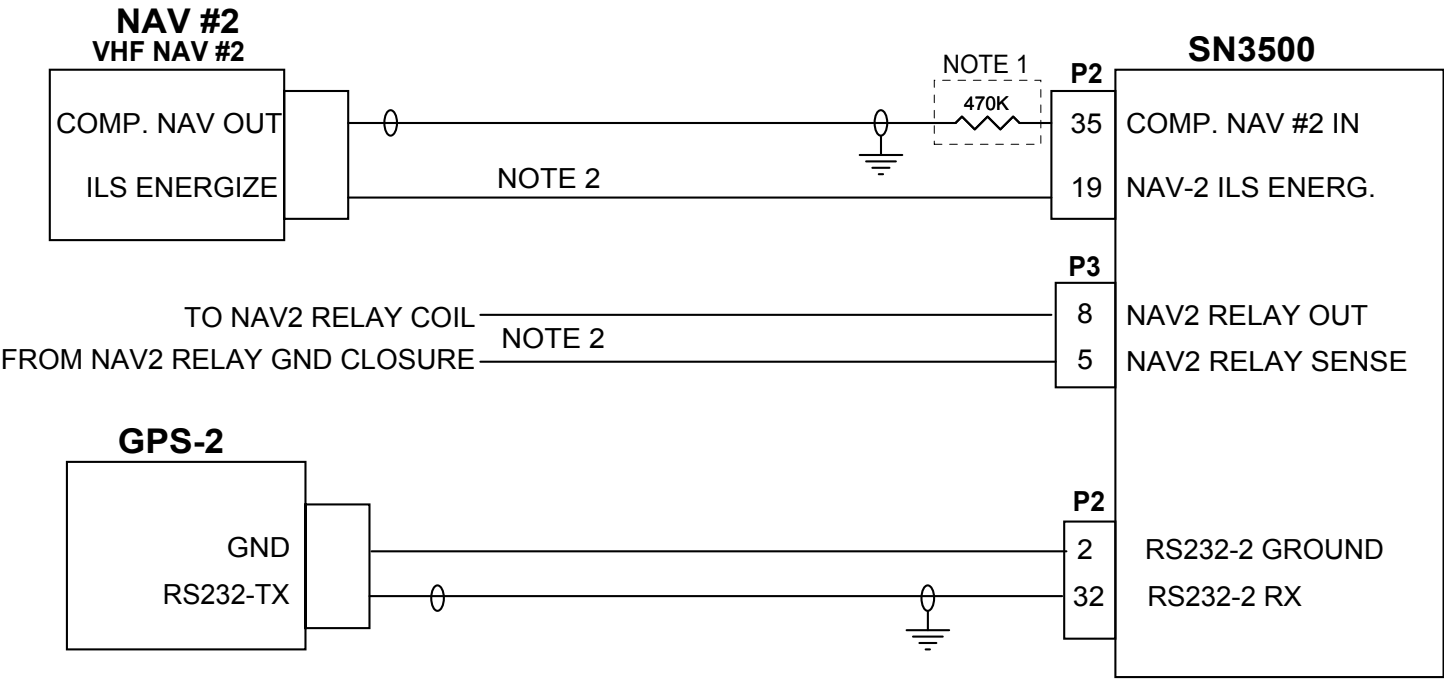 NAV #2
VHF NAV #2
COMP. NAV OUT
ILS ENERGIZE
NOTE 2
NOTE 1
470K
SN3500
P2
35 COMP. NAV #2 IN
19 NAV-2 ILS ENERG.
P3
TO NAV2 RELAY COIL
NOTE 2
FROM NAV2 RELAY GND CLOSURE
8 NAV2 RELAY OUT
5 NAV2 RELAY SENSE
GPS-2
GND
RS232-TX
P2
2 RS232-2 GROUND
32 RS232-2 RX